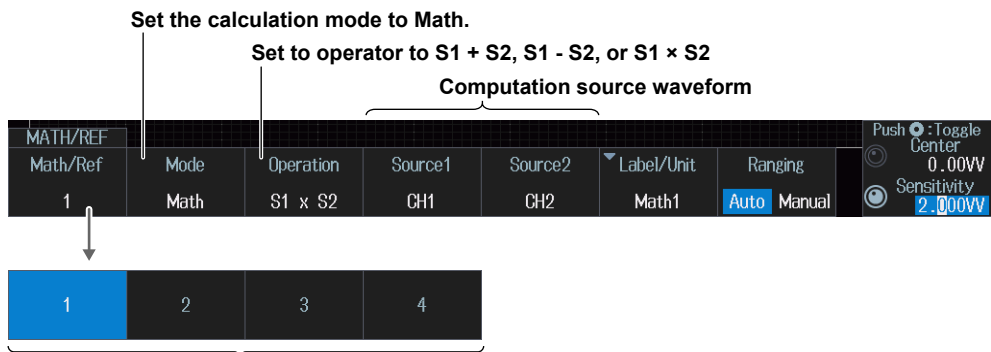 Set the calculation mode to Math.
Set to operator to S1 + S2, S1 - S2, or S1 × S2
Computation source waveform
MATH/REF
Math/Ref Mode Operation Source1 Source2 Label/Unit Ranging
1 Math S1 x S2 CH1 CH2 Math1 Auto Manual
Push :Toggle
Center
0.00VV
Sensitivity
2.000VV
1 2 3 4